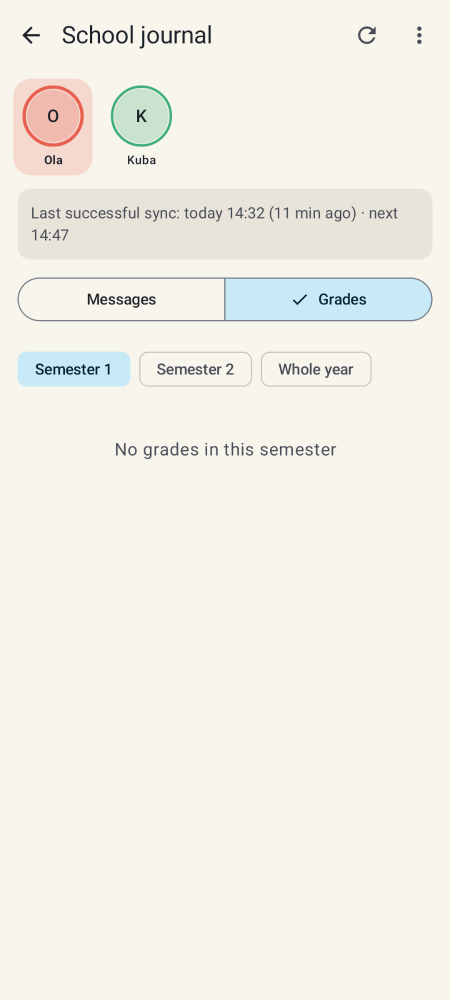 School journal
O
K
Ola
Kuba
Last successful sync: today 14:32 (11 min ago) · next
14:47
Messages
Grades
Semester 1
Semester 2
Whole year
No grades in this semester